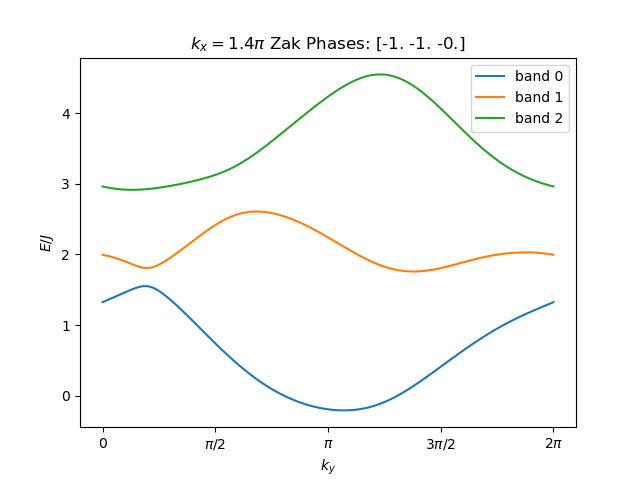 kₓ = 1.4π Zak Phases: [-1. -1. -0.]
band 0
band 1
band 2
E/J
4
3
2
1
0
0
π/2
π
3π/2
2π
k_y